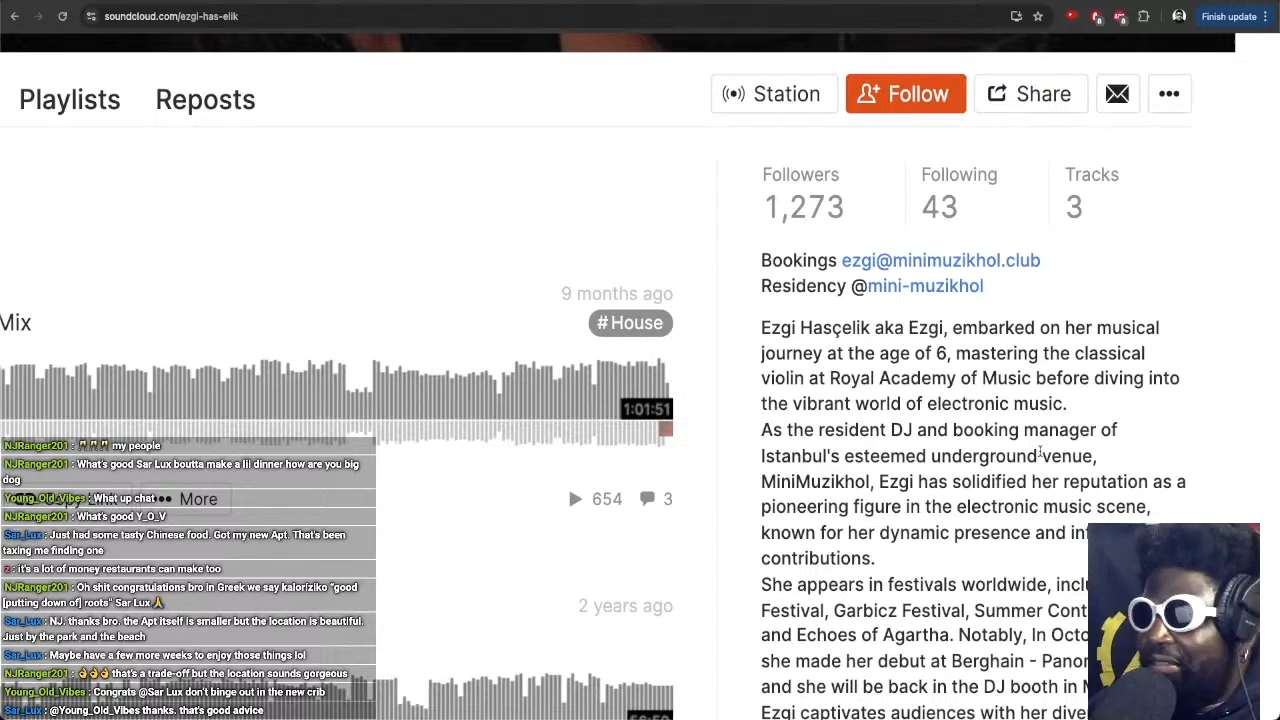 soundcloud.com/ezgi-has-elik
Finish update
Playlists Reposts
Station Follow Share
Followers Following Tracks
1,273 43 3
Bookings ezgi@minimuzikhol.club
Residency @mini-muzikhol
9 months ago
Mix
#House
1:01:51
More
654 3
2 years ago
56:50
Ezgi Hasçelik aka Ezgi, embarked on her musical
journey at the age of 6, mastering the classical
violin at Royal Academy of Music before diving into
the vibrant world of electronic music.
As the resident DJ and booking manager of
Istanbul's esteemed underground venue,
MiniMuzikhol, Ezgi has solidified her reputation as a
pioneering figure in the electronic music scene,
known for her dynamic presence and
contributions.
She appears in festivals worldwide,
Festival, Garbicz Festival, Summer
and Echoes of Agartha. Notably, In
she made her debut at Berghain -
and she will be back in the DJ booth in
Ezgi captivates audiences with her
NJRanger201 : my people
NJRanger201 : What's good Sar Lux boutta make a lil dinner how are you big
dog
Young_Old_Vibes : What up chat
NJRanger201 : What's good Y_O_V
Sar_Lux : Just had some tasty Chinese food. Got my new Apt. That's been
taxing me finding one
z : it's a lot of money restaurants can make too
NJRanger201 : Oh shit congratulations bro in Greek we say kaloríziko “good
[putting down of] roots” Sar Lux 🙏
Sar_Lux : NJ. thanks bro. the Apt itself is smaller but the location is beautiful.
Just by the park and the beach
Sar_Lux : Maybe have a few more weeks to enjoy those things lol
NJRanger201 : 👌👌👌 that's a trade-off but the location sounds gorgeous
Young_Old_Vibes : Congrats @Sar Lux don't binge out in the new crib
Sar_Lux : @Young_Old_Vibes thanks. that's good advice